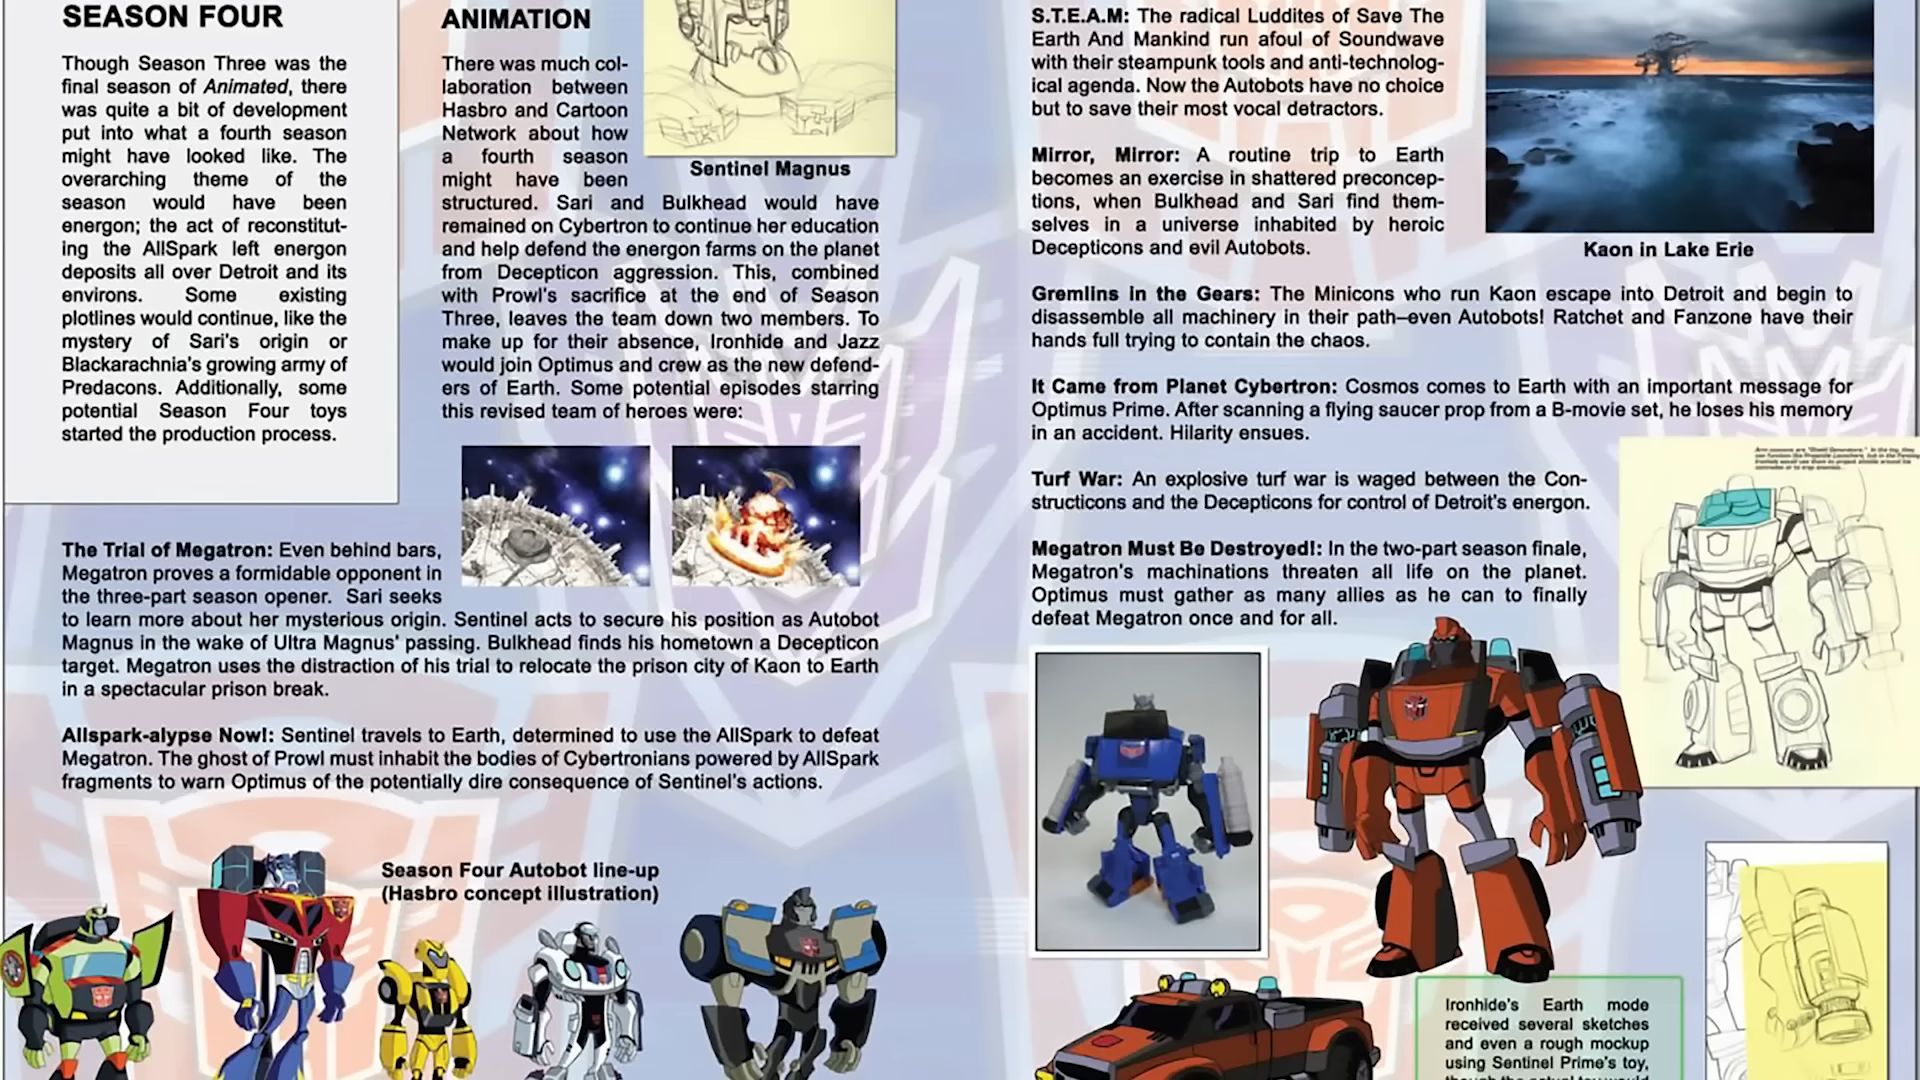 SEASON FOUR
Though Season Three was the
final season of Animated, there
was quite a bit of development
put into what a fourth season
might have looked like. The
overarching theme of the
season would have been
energon; the act of reconstitut-
ing the AllSpark left energon
deposits all over Detroit and its
environs. Some existing
plotlines would continue, like the
mystery of Sari's origin or
Blackarachnia's growing army of
Predacons. Additionally, some
potential Season Four toys
started the production process.
ANIMATION
There was much col-
laboration between
Hasbro and Cartoon
Network about how
a fourth season
might have been
structured. Sari and Bulkhead would have
remained on Cybertron to continue her education
and help defend the energon farms on the planet
from Decepticon aggression. This, combined
with Prowl's sacrifice at the end of Season
Three, leaves the team down two members. To
make up for their absence, Ironhide and Jazz
would join Optimus and crew as the new defend-
ers of Earth. Some potential episodes starring
this revised team of heroes were:
Sentinel Magnus
The Trial of Megatron: Even behind bars,
Megatron proves a formidable opponent in
the three-part season opener. Sari seeks
to learn more about her mysterious origin. Sentinel acts to secure his position as Autobot
Magnus in the wake of Ultra Magnus' passing. Bulkhead finds his hometown a Decepticon
target. Megatron uses the distraction of his trial to relocate the prison city of Kaon to Earth
in a spectacular prison break.
Allspark-alypse Now!: Sentinel travels to Earth, determined to use the AllSpark to defeat
Megatron. The ghost of Prowl must inhabit the bodies of Cybertronians powered by AllSpark
fragments to warn Optimus of the potentially dire consequence of Sentinel's actions.
Season Four Autobot line-up
(Hasbro concept illustration)
S.T.E.A.M: The radical Luddites of Save The
Earth And Mankind run afoul of Soundwave
with their steampunk tools and anti-technolog-
ical agenda. Now the Autobots have no choice
but to save their most vocal detractors.
Mirror, Mirror: A routine trip to Earth
becomes an exercise in shattered preconcep-
tions, when Bulkhead and Sari find them-
selves in a universe inhabited by heroic
Decepticons and evil Autobots.
Kaon in Lake Erie
Gremlins in the Gears: The Minicons who run Kaon escape into Detroit and begin to
disassemble all machinery in their path–even Autobots! Ratchet and Fanzone have their
hands full trying to contain the chaos.
It Came from Planet Cybertron: Cosmos comes to Earth with an important message for
Optimus Prime. After scanning a flying saucer prop from a B-movie set, he loses his memory
in an accident. Hilarity ensues.
Turf War: An explosive turf war is waged between the Con-
structicons and the Decepticons for control of Detroit's energon.
Megatron Must Be Destroyed!: In the two-part season finale,
Megatron's machinations threaten all life on the planet.
Optimus must gather as many allies as he can to finally
defeat Megatron once and for all.
Ironhide's Earth mode
received several sketches
and even a rough mockup
using Sentinel Prime's toy,